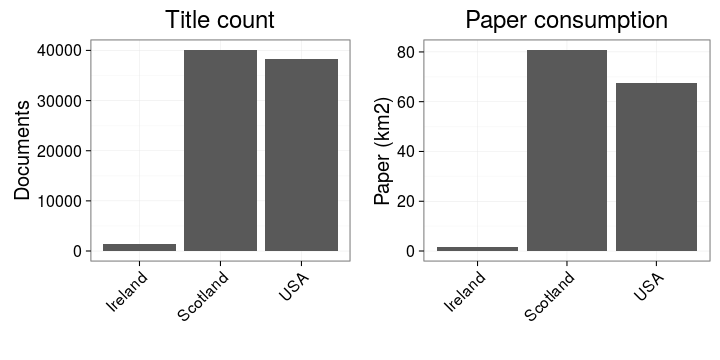 Title count
Documents
40000
30000
20000
10000
0
Ireland
Scotland
USA
Paper consumption
Paper (km2)
80
60
40
20
0
Ireland
Scotland
USA